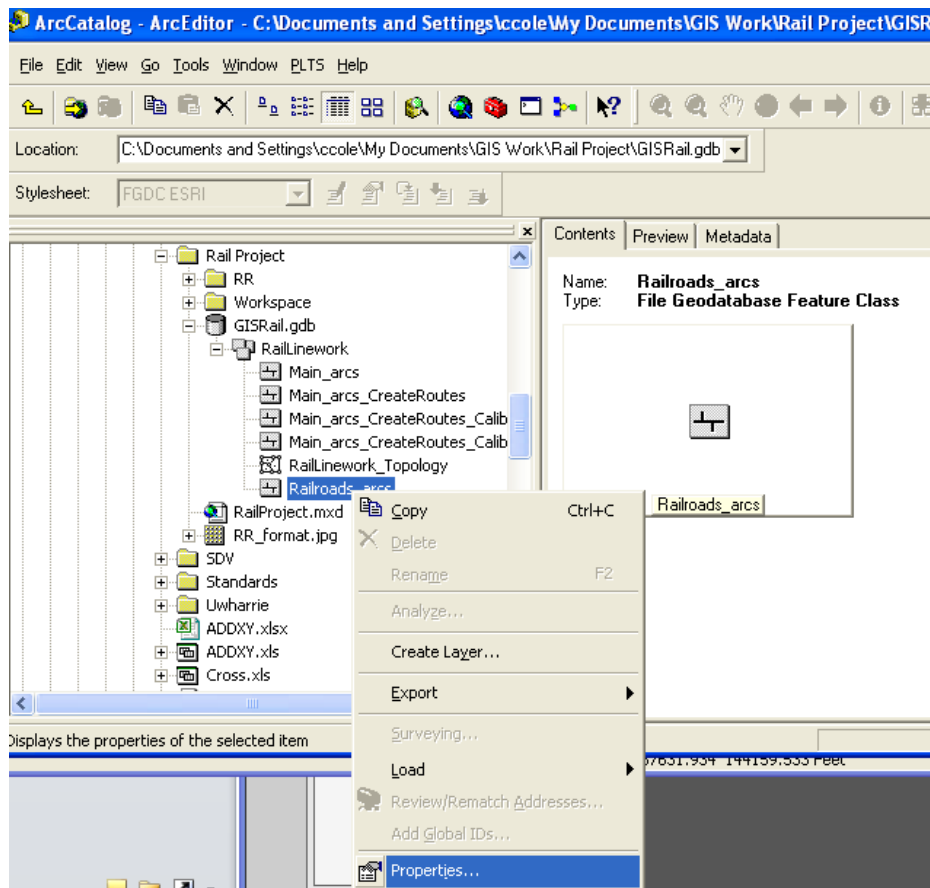 ArcCatalog - ArcEditor - C:\Documents and Settings\ccole\My Documents\GIS Work\Rail Project\GISR
File Edit View Go Tools Window PLTS Help
Location: C:\Documents and Settings\ccole\My Documents\GIS Work\Rail Project\GISRail.gdb
Stylesheet: FGDC ESRI
Contents Preview Metadata
Name: Railroads_arcs
Type: File Geodatabase Feature Class
Railroads_arcs
Rail Project
RR
Workspace
GISRail.gdb
RailLinework
Main_arcs
Main_arcs_CreateRoutes
Main_arcs_CreateRoutes_Calib
Main_arcs_CreateRoutes_Calib
RailLinework_Topology
Railroads_arcs
RailProject.mxd
RR_format.jpg
SDV
Standards
Uwharrie
ADDXY.xlsx
ADDXY.xls
Cross.xls
Copy Ctrl+C
Delete
Rename F2
Analyze...
Create Layer...
Export
Surveying...
Load
Review/Rematch Addresses...
Add Global IDs...
Properties...
Displays the properties of the selected item
144159.533 Feet